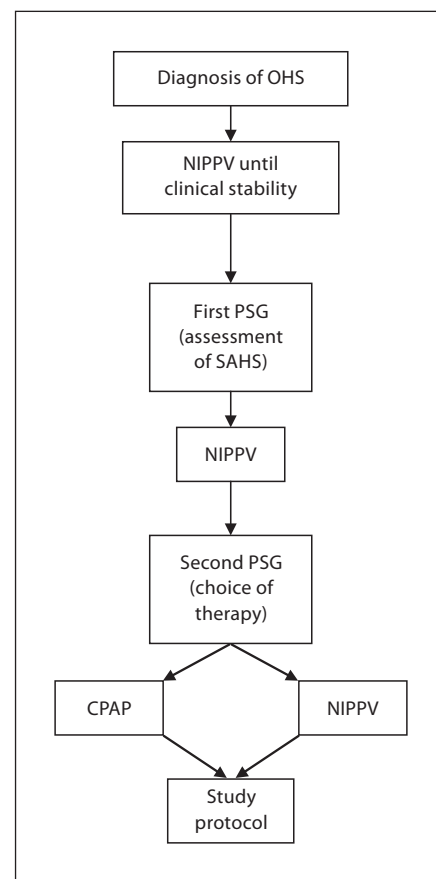 Diagnosis of OHS
NIPPV until
clinical stability
First PSG
(assessment
of SAHS)
NIPPV
Second PSG
(choice of
therapy)
CPAP
NIPPV
Study
protocol